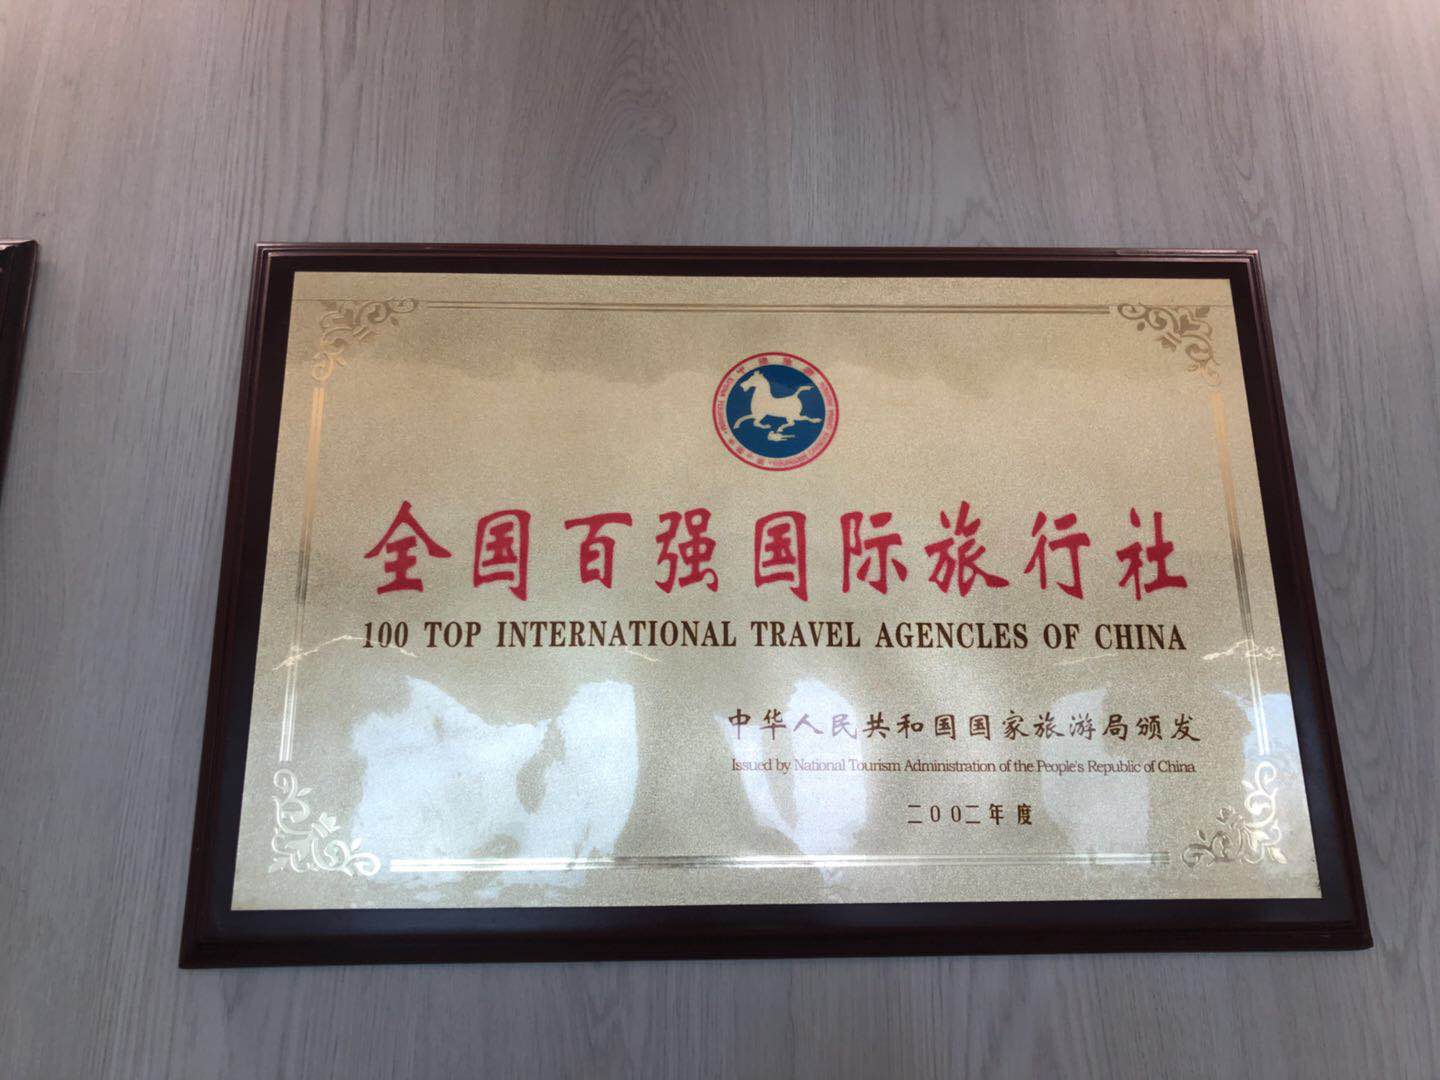 全国百强国际旅行社
100 TOP INTERNATIONAL TRAVEL AGENCLES OF CHINA
中华人民共和国国家旅游局颁发
Issued by National Tourism Administration of the People's Republic of China
二00二年度